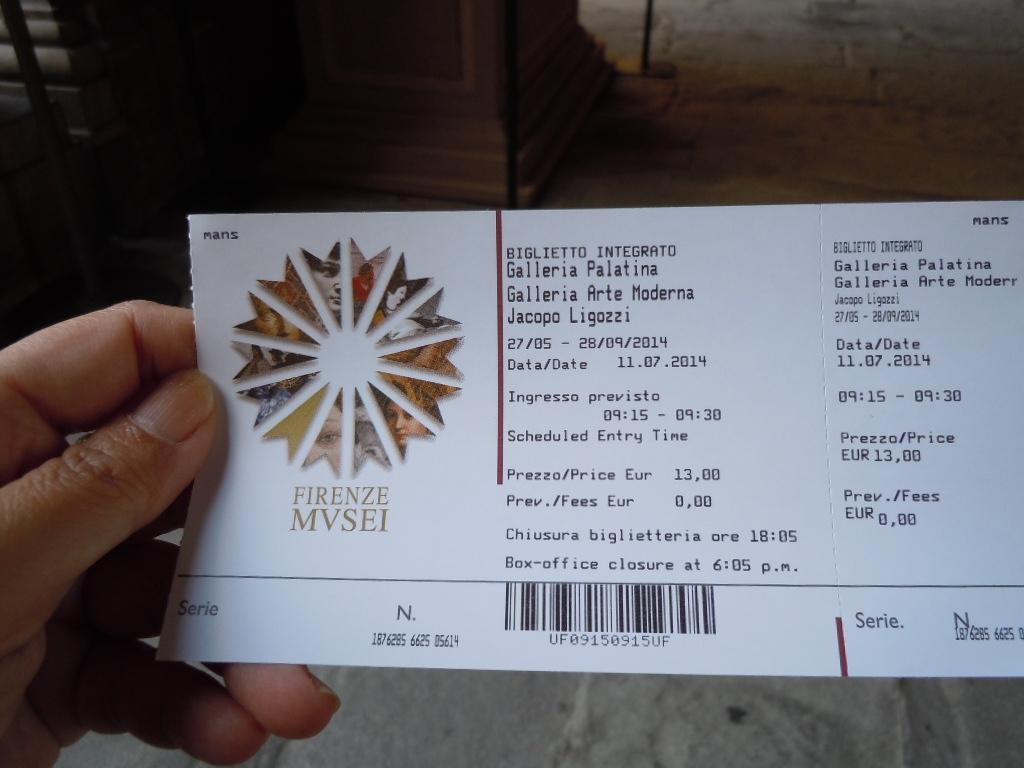 mans
FIRENZE
MVSEI
Serie
N.
1876285 6625 05614
BIGLIETTO INTEGRATO
Galleria Palatina
Galleria Arte Moderna
Jacopo Ligozzi
27/05 - 28/09/2014
Data/Date 11.07.2014
Ingresso previsto
09:15 - 09:30
Scheduled Entry Time
Prezzo/Price Eur 13,00
Prev./Fees Eur 0,00
Chiusura biglietteria ore 18:05
Box-office closure at 6:05 p.m.
UF09150915UF
mans
BIGLIETTO INTEGRATO
Galleria Palatina
Galleria Arte Moderr
Jacopo Ligozzi
27/05 - 28/09/2014
Data/Date
11.07.2014
09:15 - 09:30
Prezzo/Price
EUR 13,00
Prev./Fees
EUR 0,00
Serie.
N.
1876285 6625 0